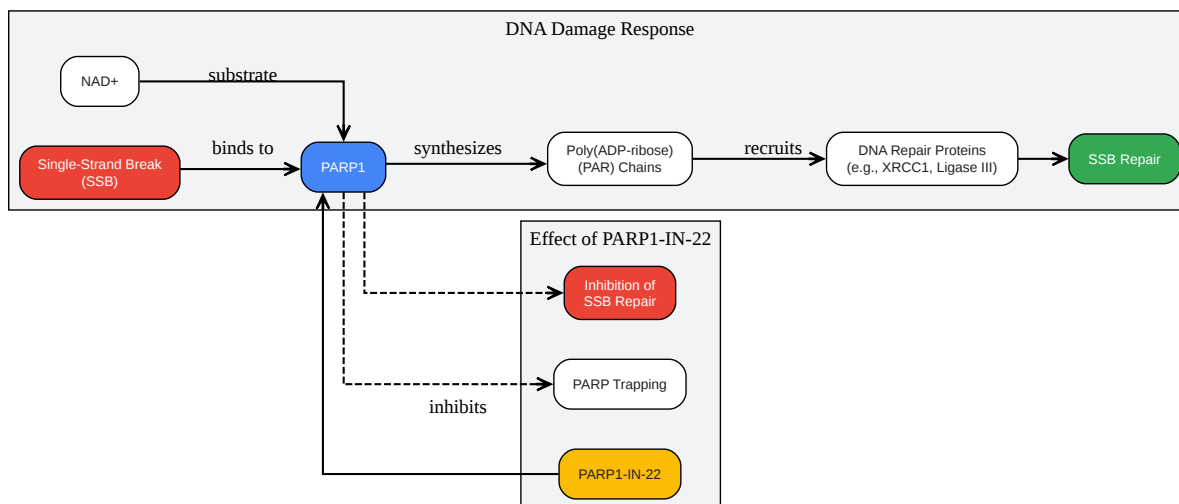 DNA Damage Response
NAD+
substrate
Single-Strand Break
(SSB)
binds to
PARP1
synthesizes
Poly(ADP-ribose)
(PAR) Chains
recruits
DNA Repair Proteins
(e.g., XRCC1, Ligase III)
SSB Repair
Effect of PARP1-IN-22
Inhibition of
SSB Repair
PARP Trapping
inhibits
PARP1-IN-22